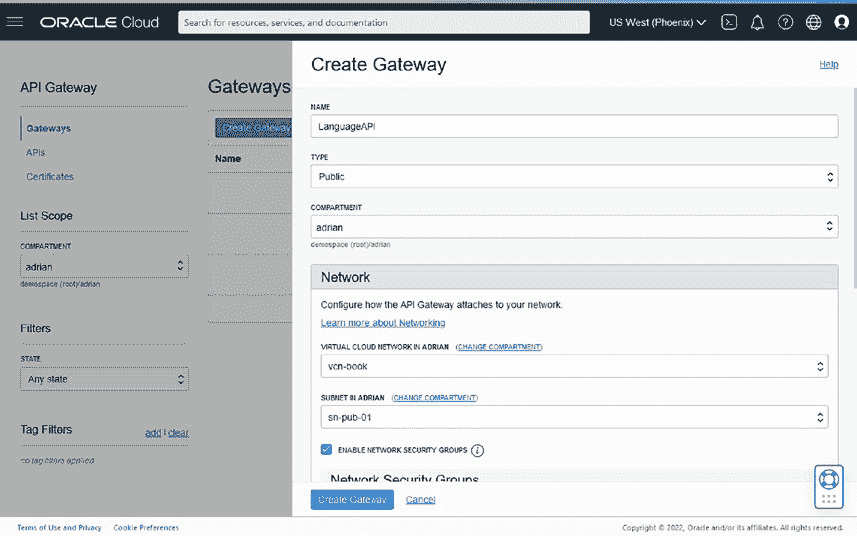 ORACLE Cloud
Search for resources, services, and documentation
US West (Phoenix)
API Gateway
Gateways
APIs
Certificates
List Scope
COMPARTMENT
adrian
demospace (root)/adrian
Filters
STATE
Any state
Tag Filters
add | clear
no tag filters applied
Gateways
Create Gateway
Name
Create Gateway
Help
NAME
LanguageAPI
TYPE
Public
COMPARTMENT
adrian
demospace (root)/adrian
Network
Configure how the API Gateway attaches to your network.
Learn more about Networking
VIRTUAL CLOUD NETWORK IN ADRIAN (CHANGE COMPARTMENT)
vcn-book
SUBNET IN ADRIAN (CHANGE COMPARTMENT)
sn-pub-01
ENABLE NETWORK SECURITY GROUPS
Network Security Groups
Create Gateway Cancel
Terms of Use and Privacy Cookie Preferences
Copyright © 2022, Oracle and/or its affiliates. All rights reserved.